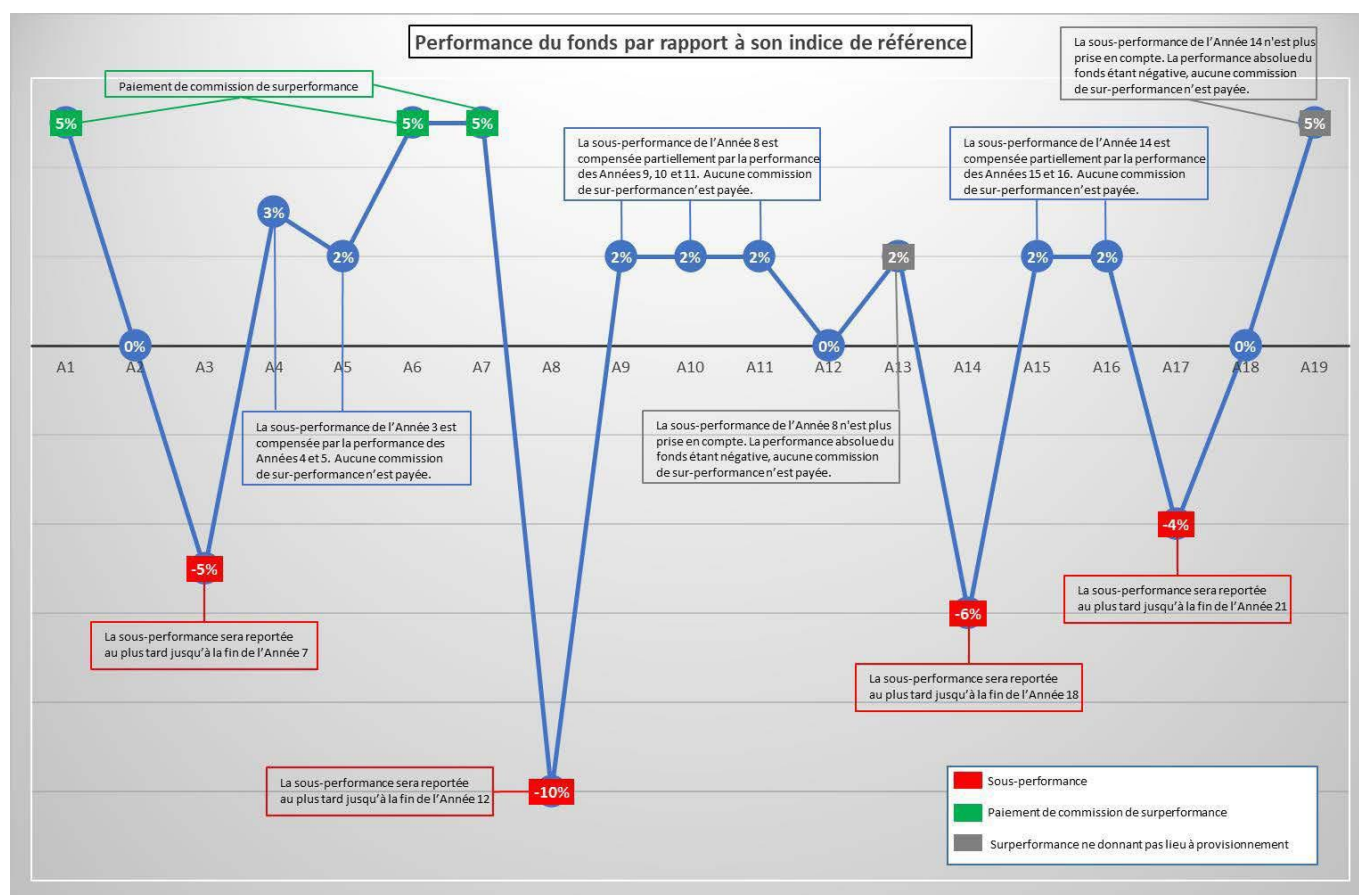 Performance du fonds par rapport à son indice de référence
La sous-performance de l'Année 14 n'est plus
prise en compte. La performance absolue du
fonds étant négative, aucune commission
de sur-performance n'est payée.
Paiement de commission de surperformance
5%
5%
5%
5%
La sous-performance de l'Année 8 est
compensée partiellement par la performance
des Années 9, 10 et 11. Aucune commission
de sur-performance n'est payée.
La sous-performance de l'Année 14 est
compensée partiellement par la performance
des Années 15 et 16. Aucune commission
de sur-performance n'est payée.
3%
2%
2%
2%
2%
2%
2%
2%
0%
0%
0%
A1
A2
A3
A4
A5
A6
A7
A8
A9
A10
A11
A12
A13
A14
A15
A16
A17
A18
A19
La sous-performance de l'Année 3 est
compensée par la performance des
Années 4 et 5. Aucune commission
de sur-performance n'est payée.
La sous-performance de l'Année 8 n'est plus
prise en compte. La performance absolue du
fonds étant négative, aucune commission
de sur-performance n'est payée.
-4%
-5%
La sous-performance sera reportée
au plus tard jusqu'à la fin de l'Année 21
-6%
La sous-performance sera reportée
au plus tard jusqu'à la fin de l'Année 7
La sous-performance sera reportée
au plus tard jusqu'à la fin de l'Année 18
La sous-performance sera reportée
au plus tard jusqu'à la fin de l'Année 12
-10%
Sous-performance
Paiement de commission de surperformance
Surperformance ne donnant pas lieu à provisionnement